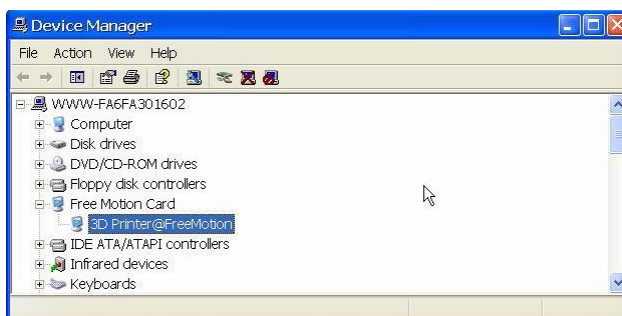 Device Manager
File Action View Help
WWW-FA6FA301602
Computer
Disk drives
DVD/CD-ROM drives
Floppy disk controllers
Free Motion Card
3D Printer@FreeMotion
IDE ATA/ATAPI controllers
Infrared devices
Keyboards